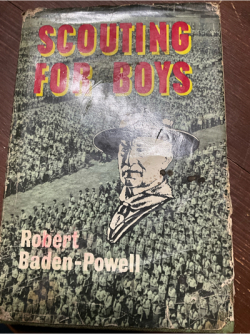 SCOUTING
FOR BOYS
Robert
Baden-Powell